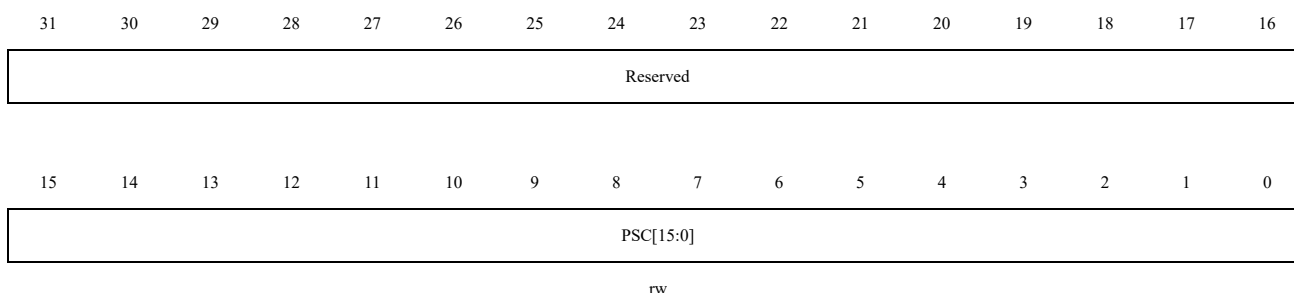 31 30 29 28 27 26 25 24 23 22 21 20 19 18 17 16
Reserved
15 14 13 12 11 10 9 8 7 6 5 4 3 2 1 0
PSC[15:0]
rw